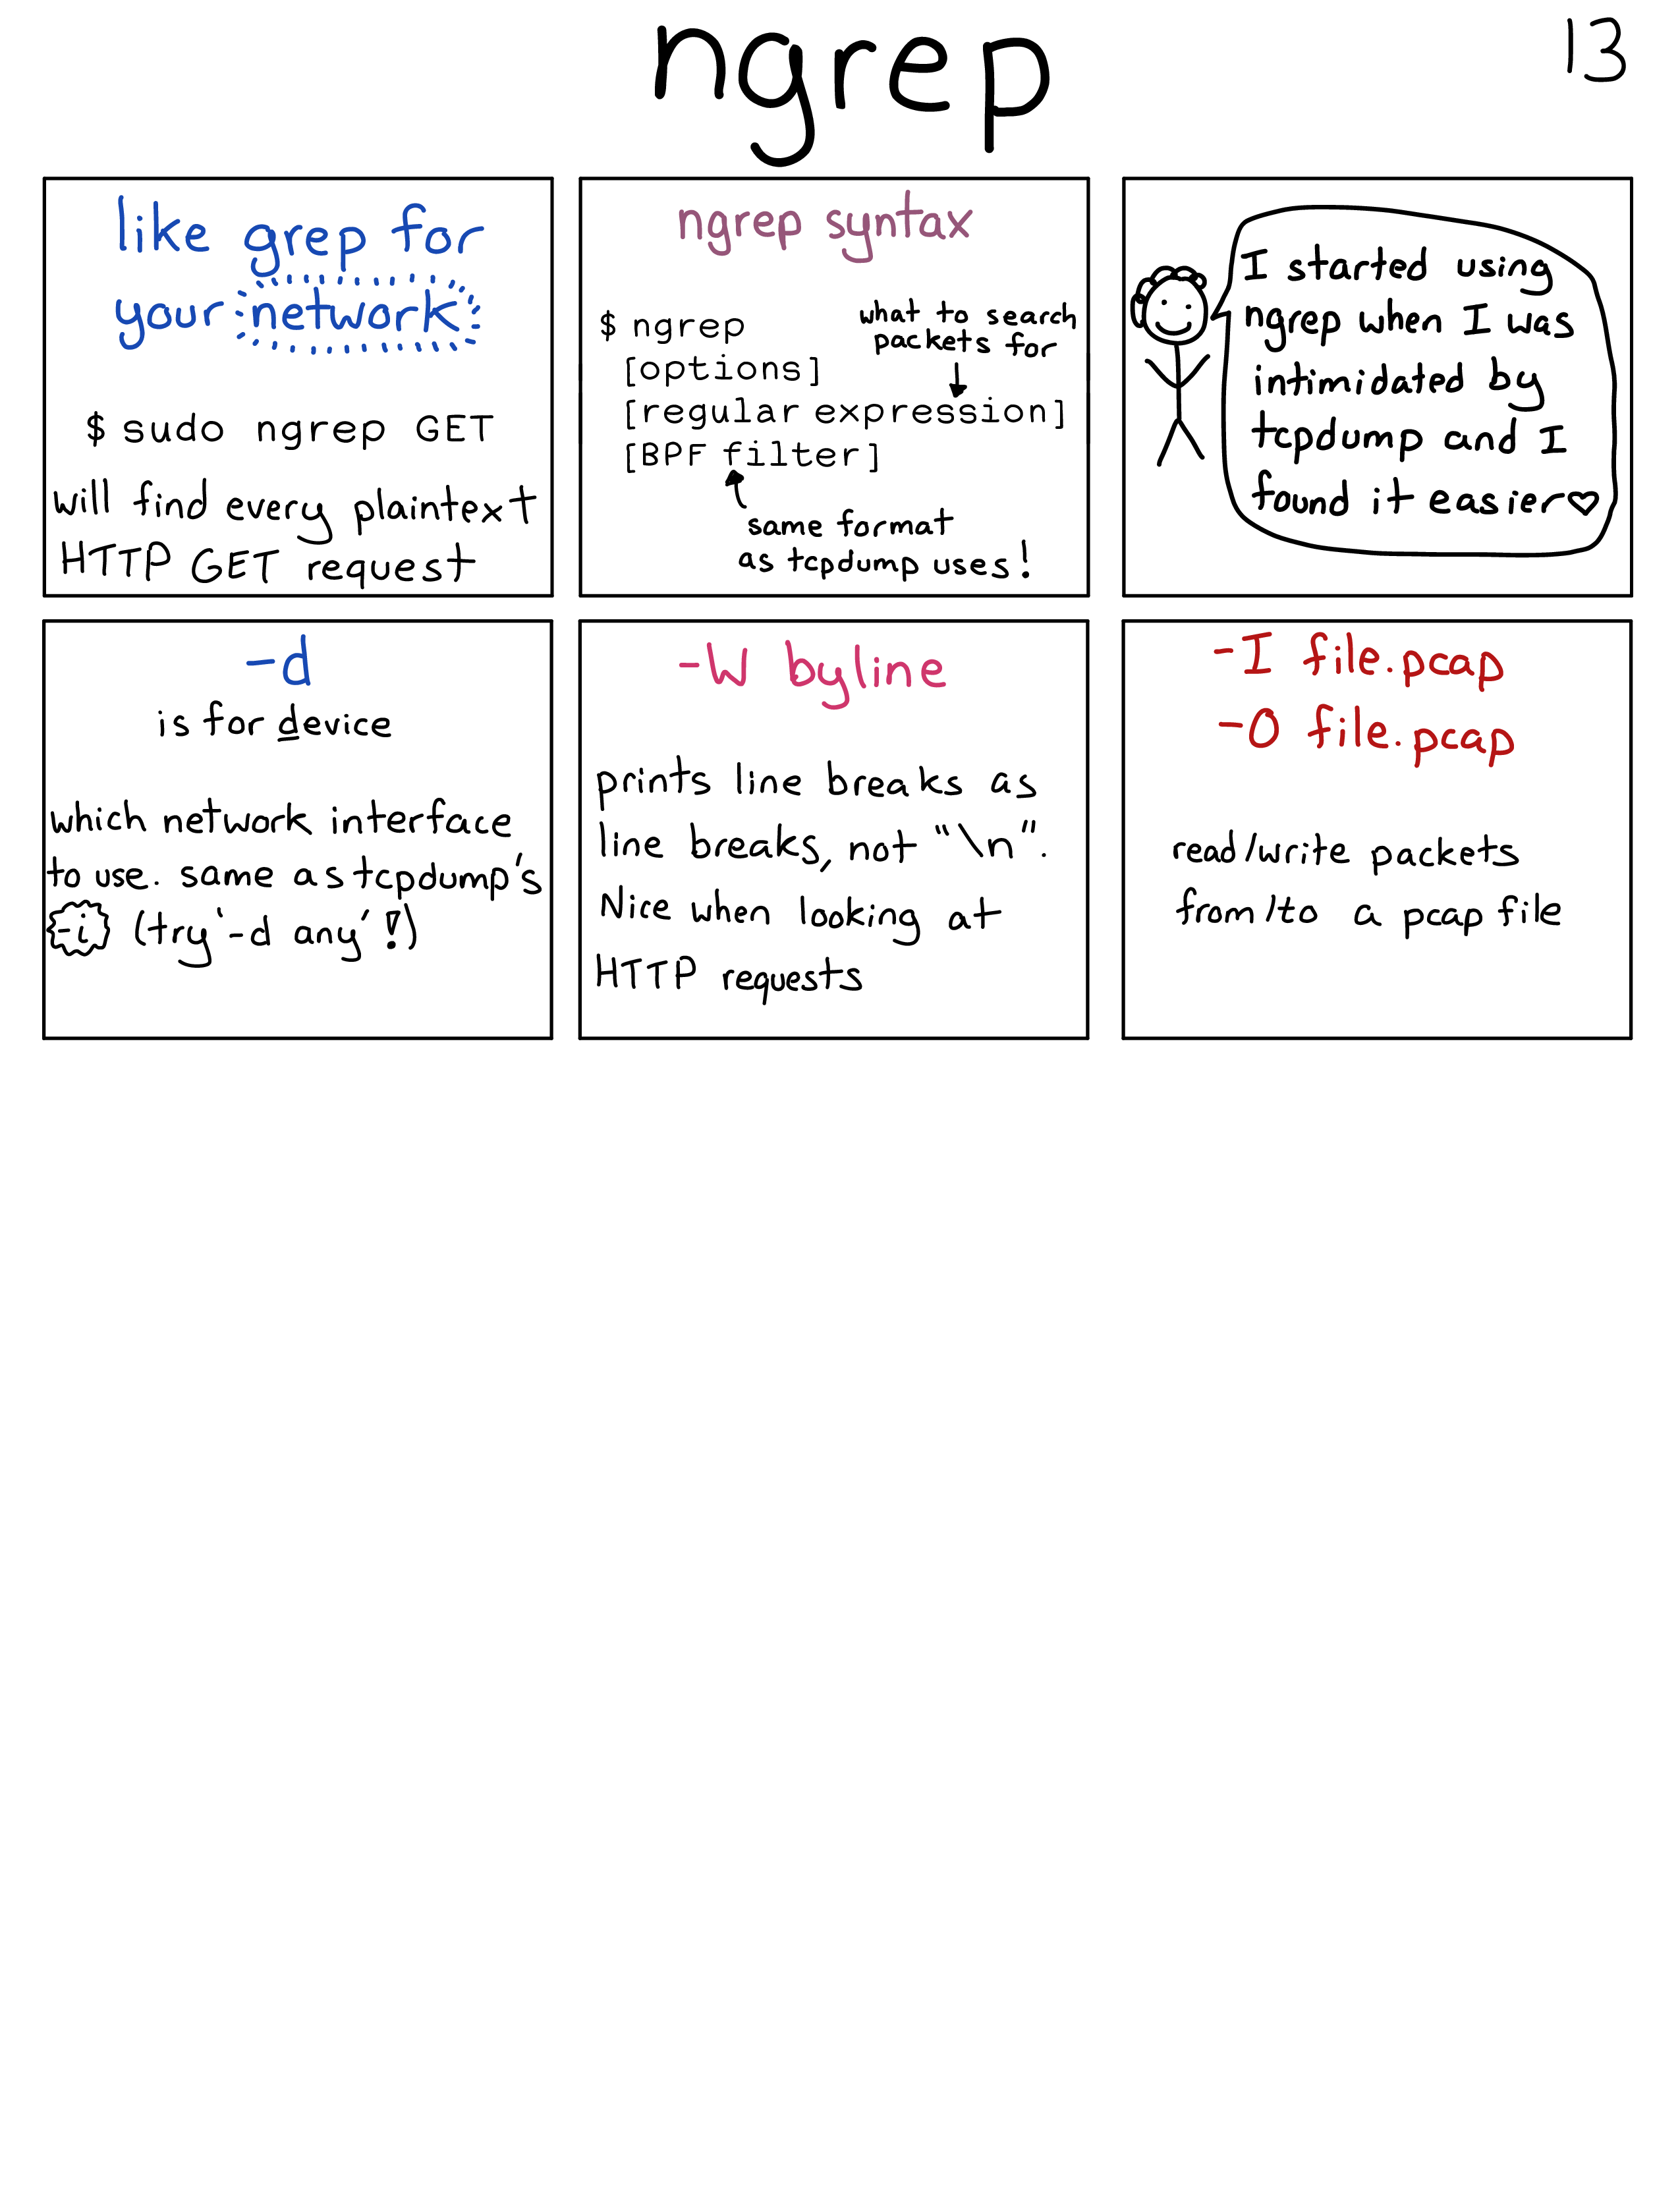 ngrep
13
like grep for
your network
$ sudo ngrep GET
will find every plaintext
HTTP GET request
ngrep syntax
$ ngrep
[options]
what to search
packets for
[regular expression]
[BPF filter]
same format
as tcpdump uses!
I started using
ngrep when I was
intimidated by
tcpdump and I
found it easier♡
-d
is for device
which network interface
to use. same as tcpdump's
-i (try '-d any'!)
-W byline
prints line breaks as
line breaks, not "\n".
Nice when looking at
HTTP requests
-I file.pcap
-O file.pcap
read/write packets
from/to a pcap file